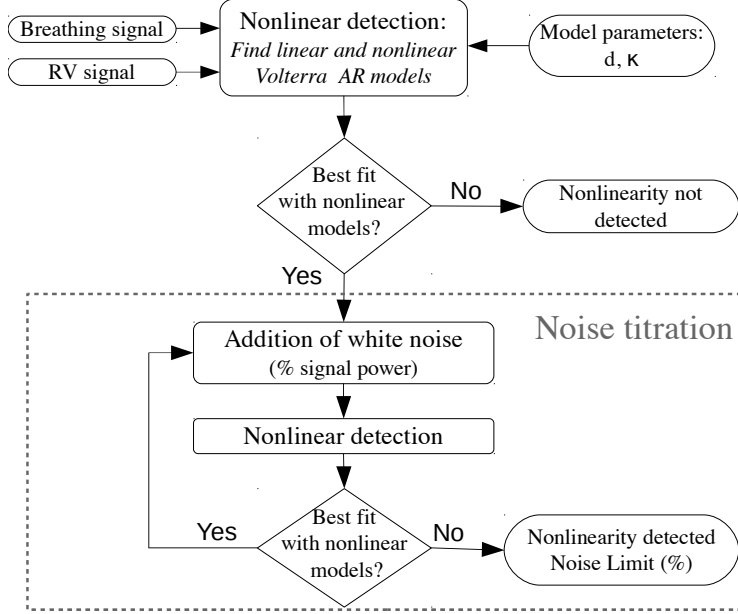 Breathing signal
RV signal
Nonlinear detection:
Find linear and nonlinear
Volterra AR models
Model parameters:
d, κ
Best fit
with nonlinear
models?
No
Nonlinearity not
detected
Yes
Noise titration
Addition of white noise
(% signal power)
Nonlinear detection
Best fit
with nonlinear
models?
Yes
No
Nonlinearity detected
Noise Limit (%)